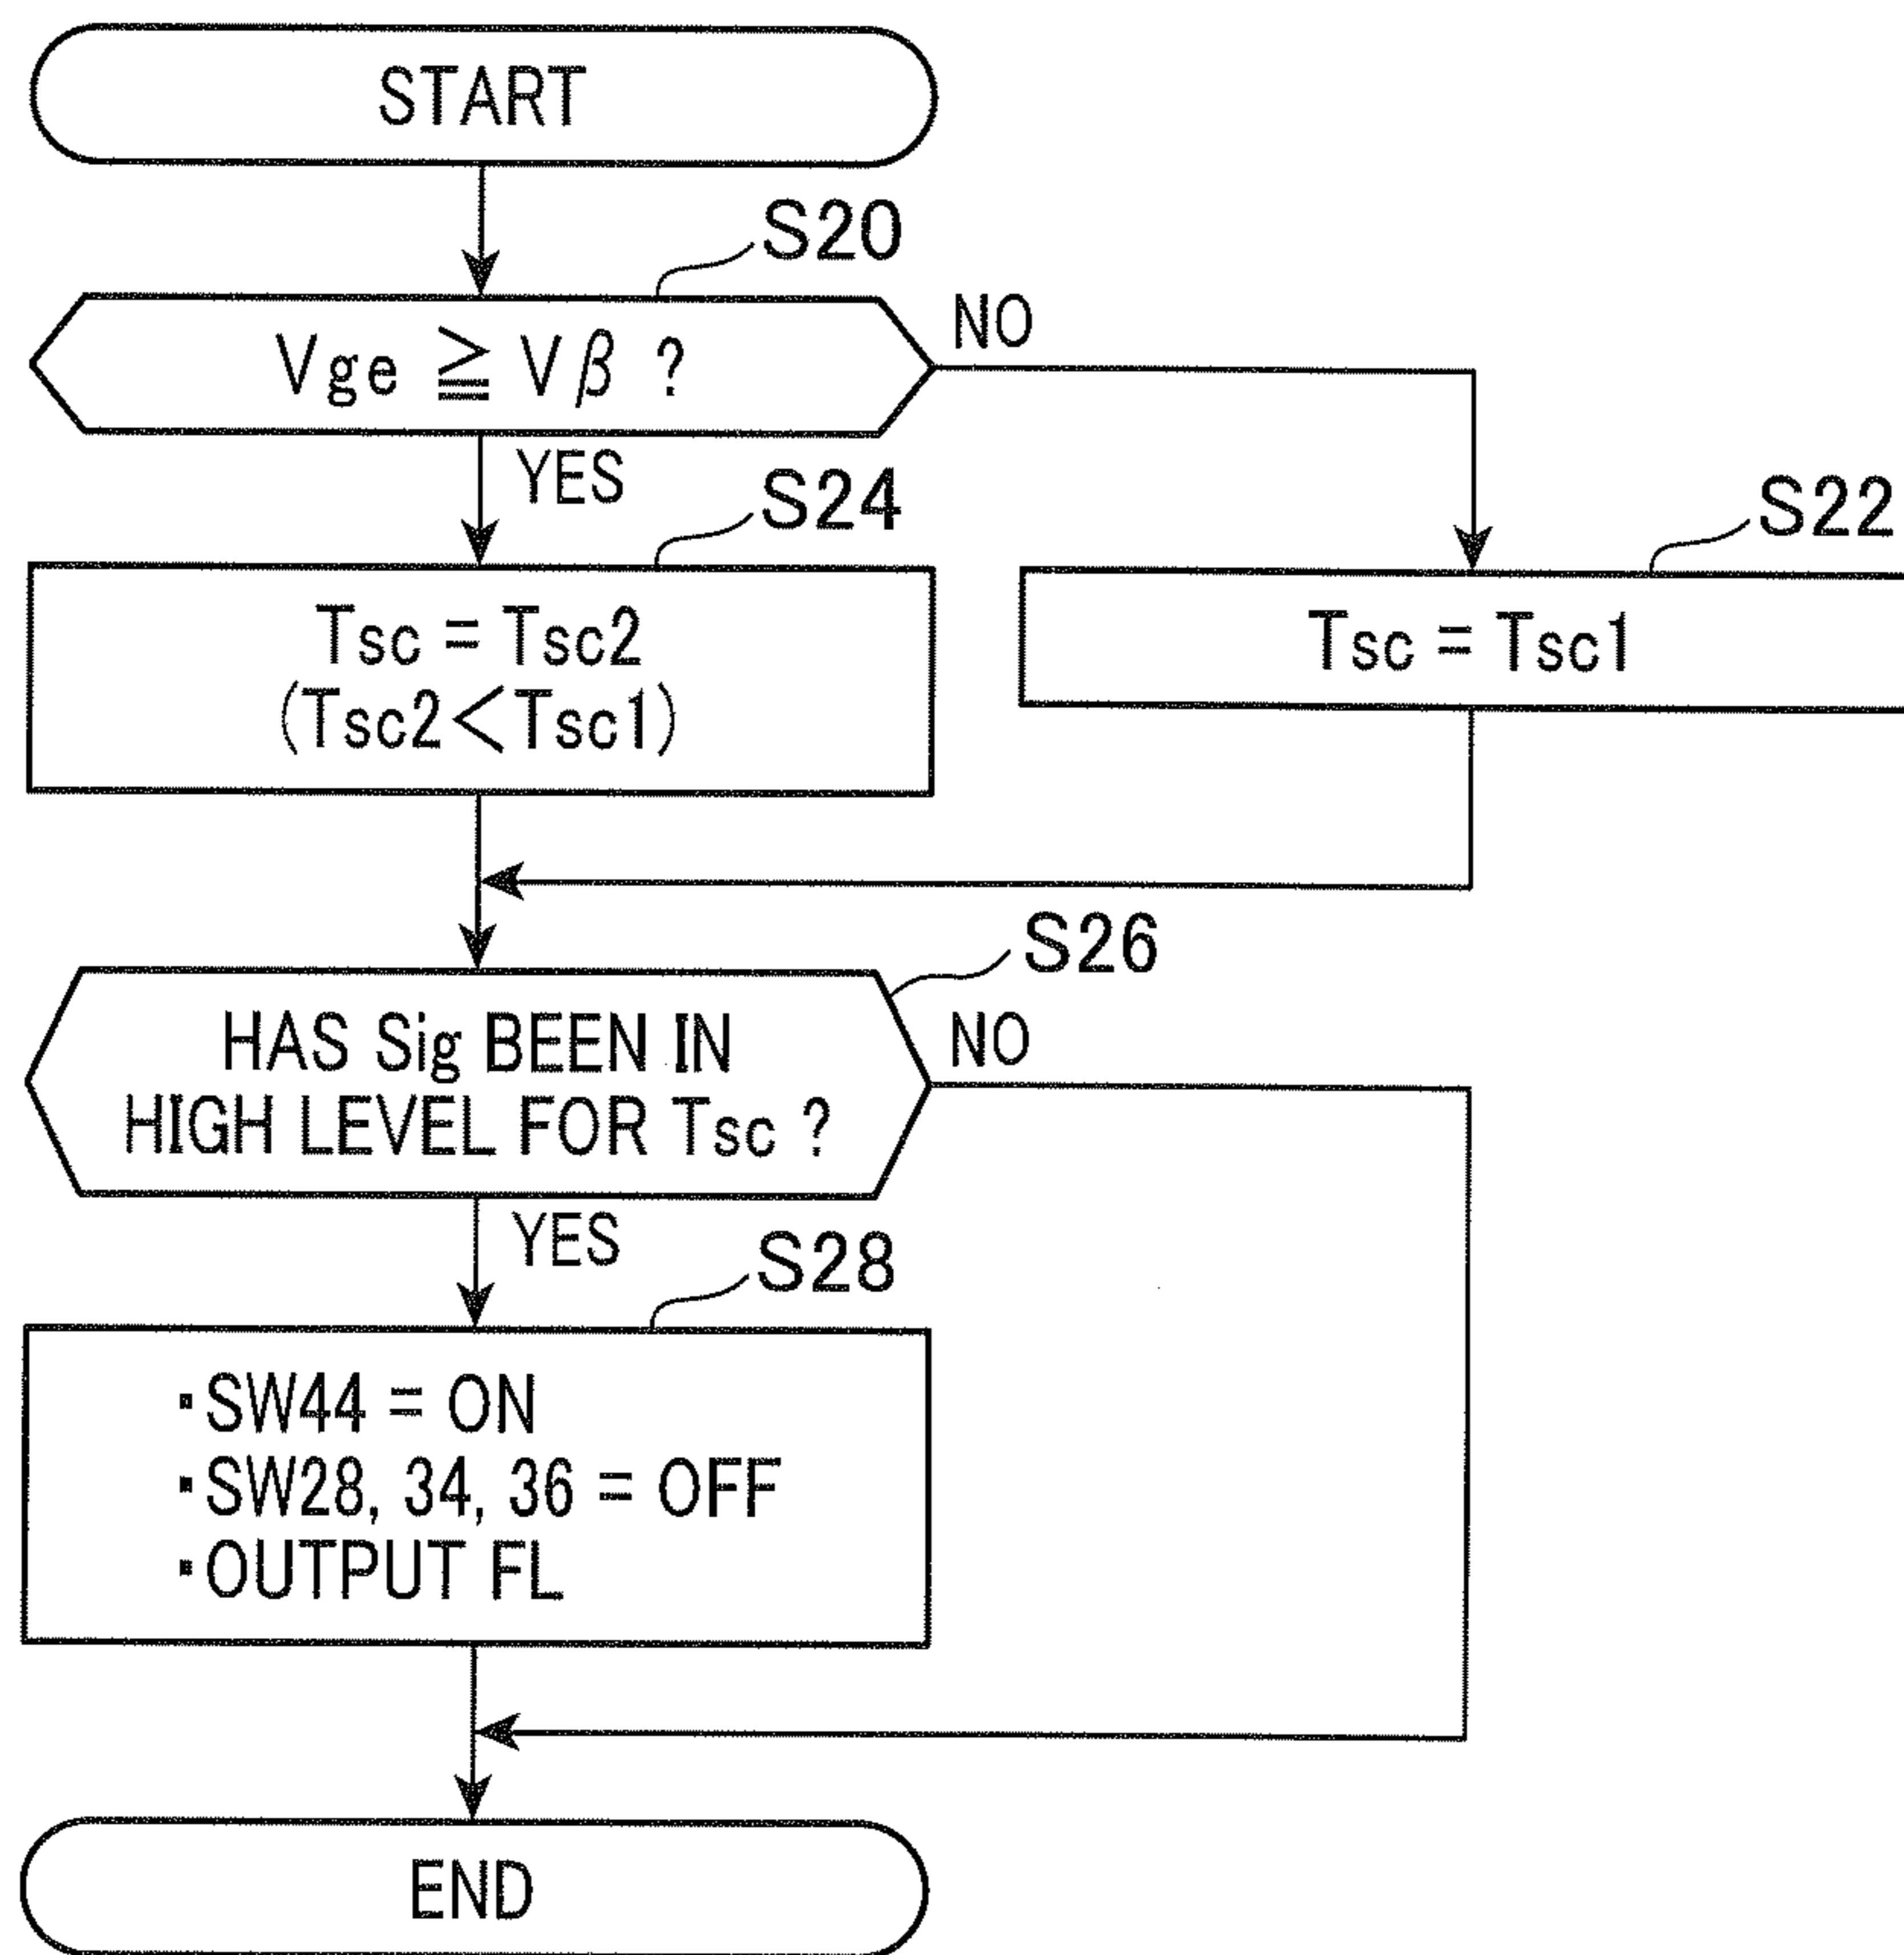 START
S20
Vge ≧ Vβ ?
NO
YES
S24
Tsc = Tsc2
(Tsc2<Tsc1)
S22
Tsc = Tsc1
S26
HAS Sig BEEN IN
HIGH LEVEL FOR Tsc ?
NO
YES
S28
・SW44 = ON
・SW28, 34, 36 = OFF
・OUTPUT FL
END